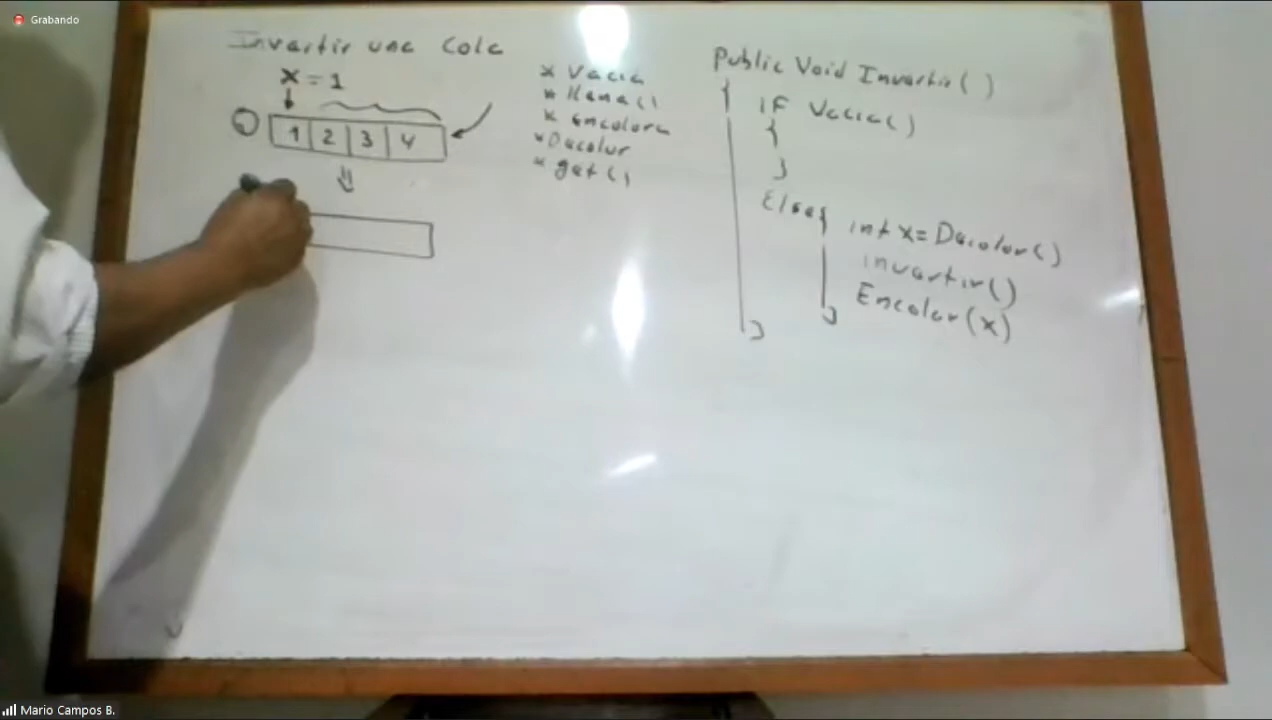 Grabando
Invertir una Cola
x = 1
1 2 3 4
* Vacia
* llena()
* encolar
* Decolar
* get()
Public Void Invertir()
{
if Vacia()
{
}
Else{ int x= Decolar()
invertir()
Encolar(x)
}
}
Mario Campos B.